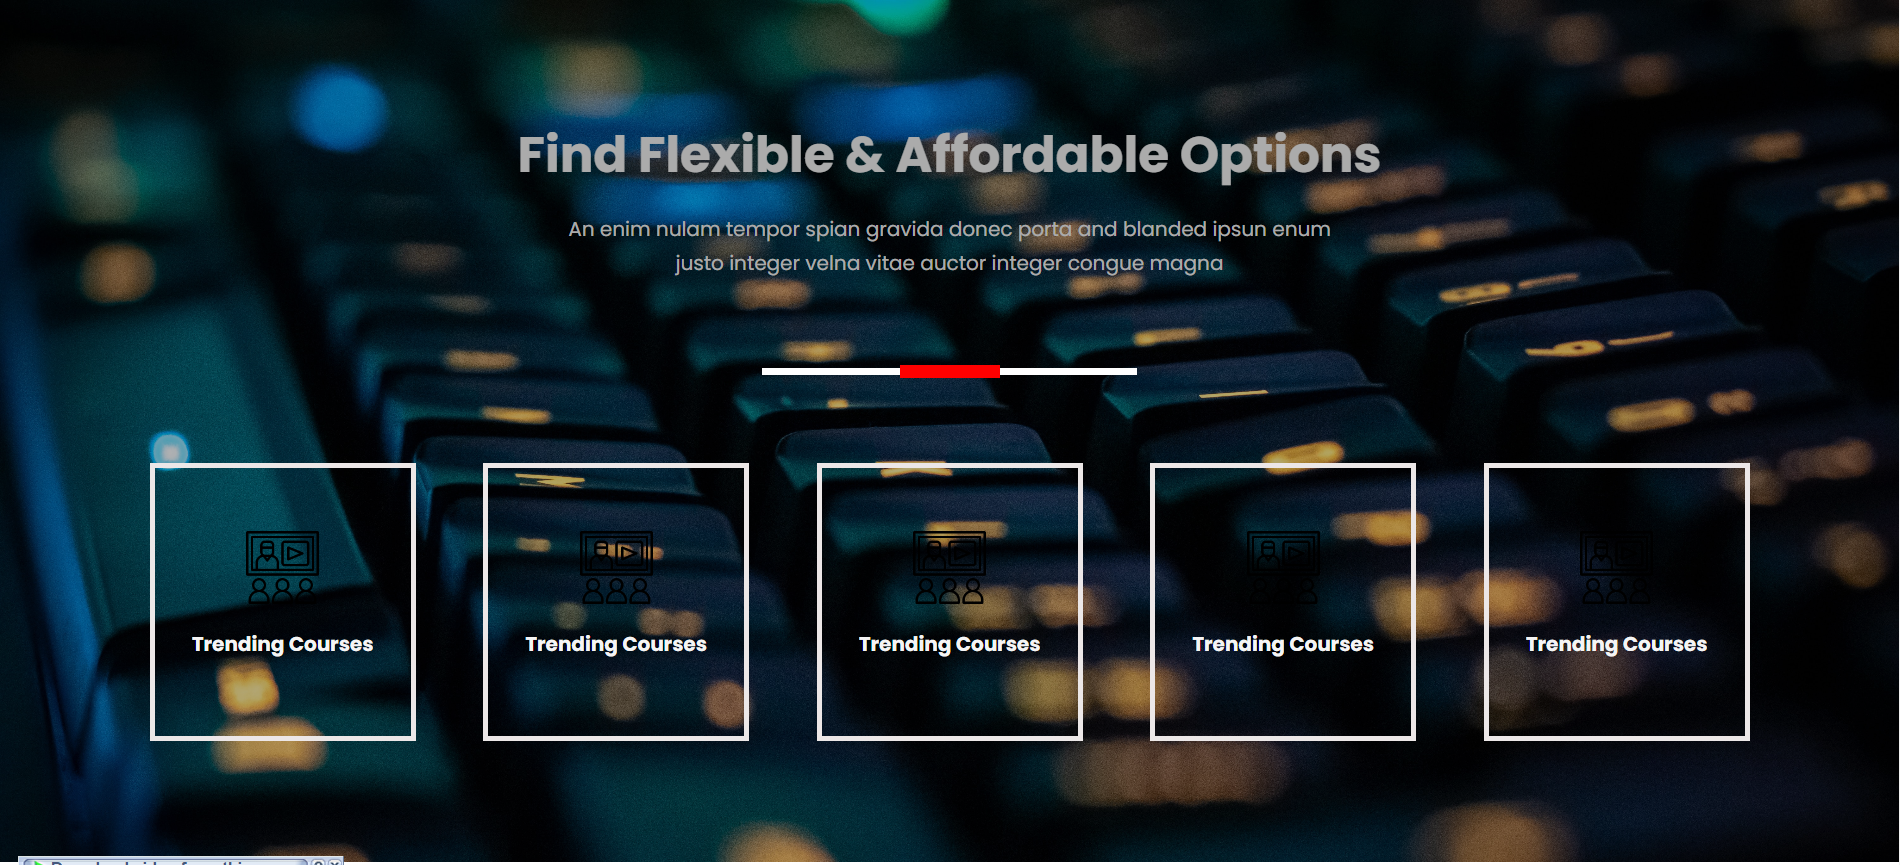 Find Flexible & Affordable Options
An enim nulam tempor spian gravida donec porta and blanded ipsun enum
justo integer velna vitae auctor integer congue magna
Trending Courses
Trending Courses
Trending Courses
Trending Courses
Trending Courses